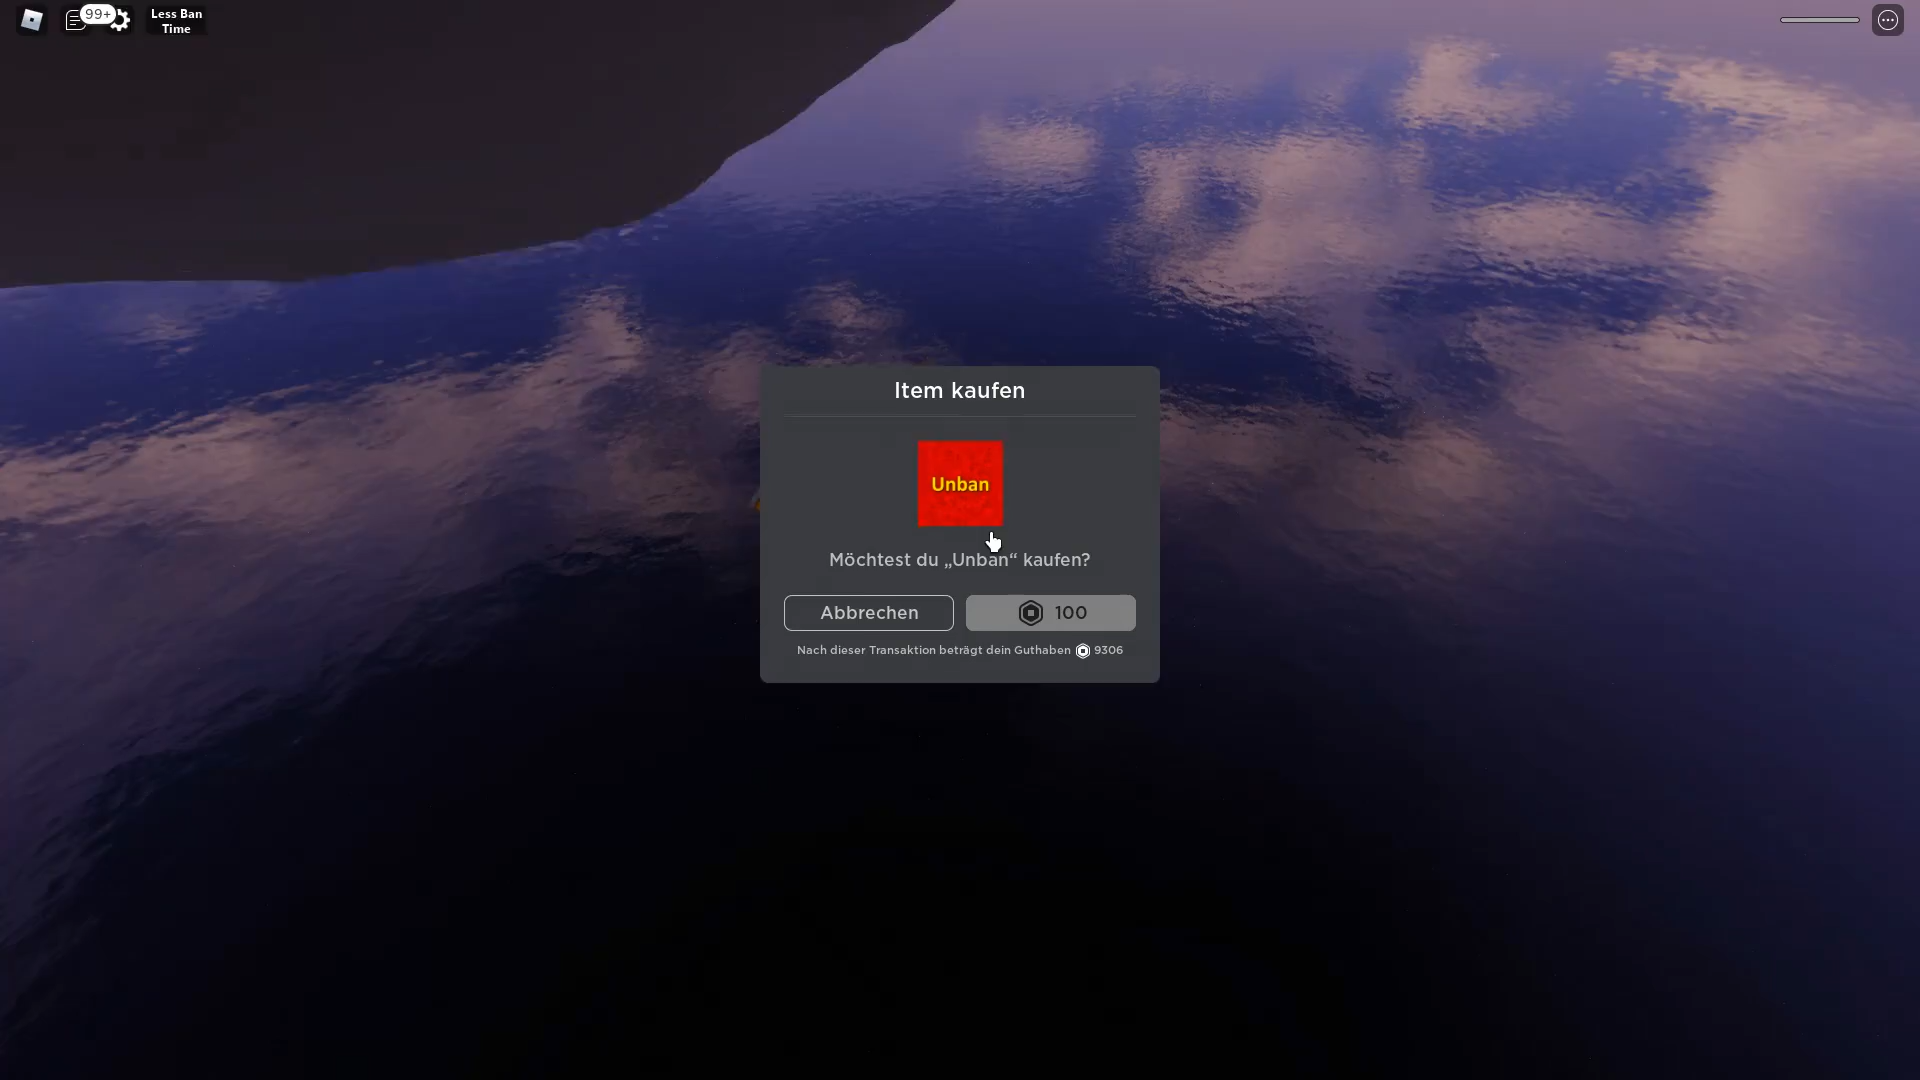 99+
Less Ban
Time
Item kaufen
Unban
Möchtest du „Unban“ kaufen?
Abbrechen
100
Nach dieser Transaktion beträgt dein Guthaben 9306